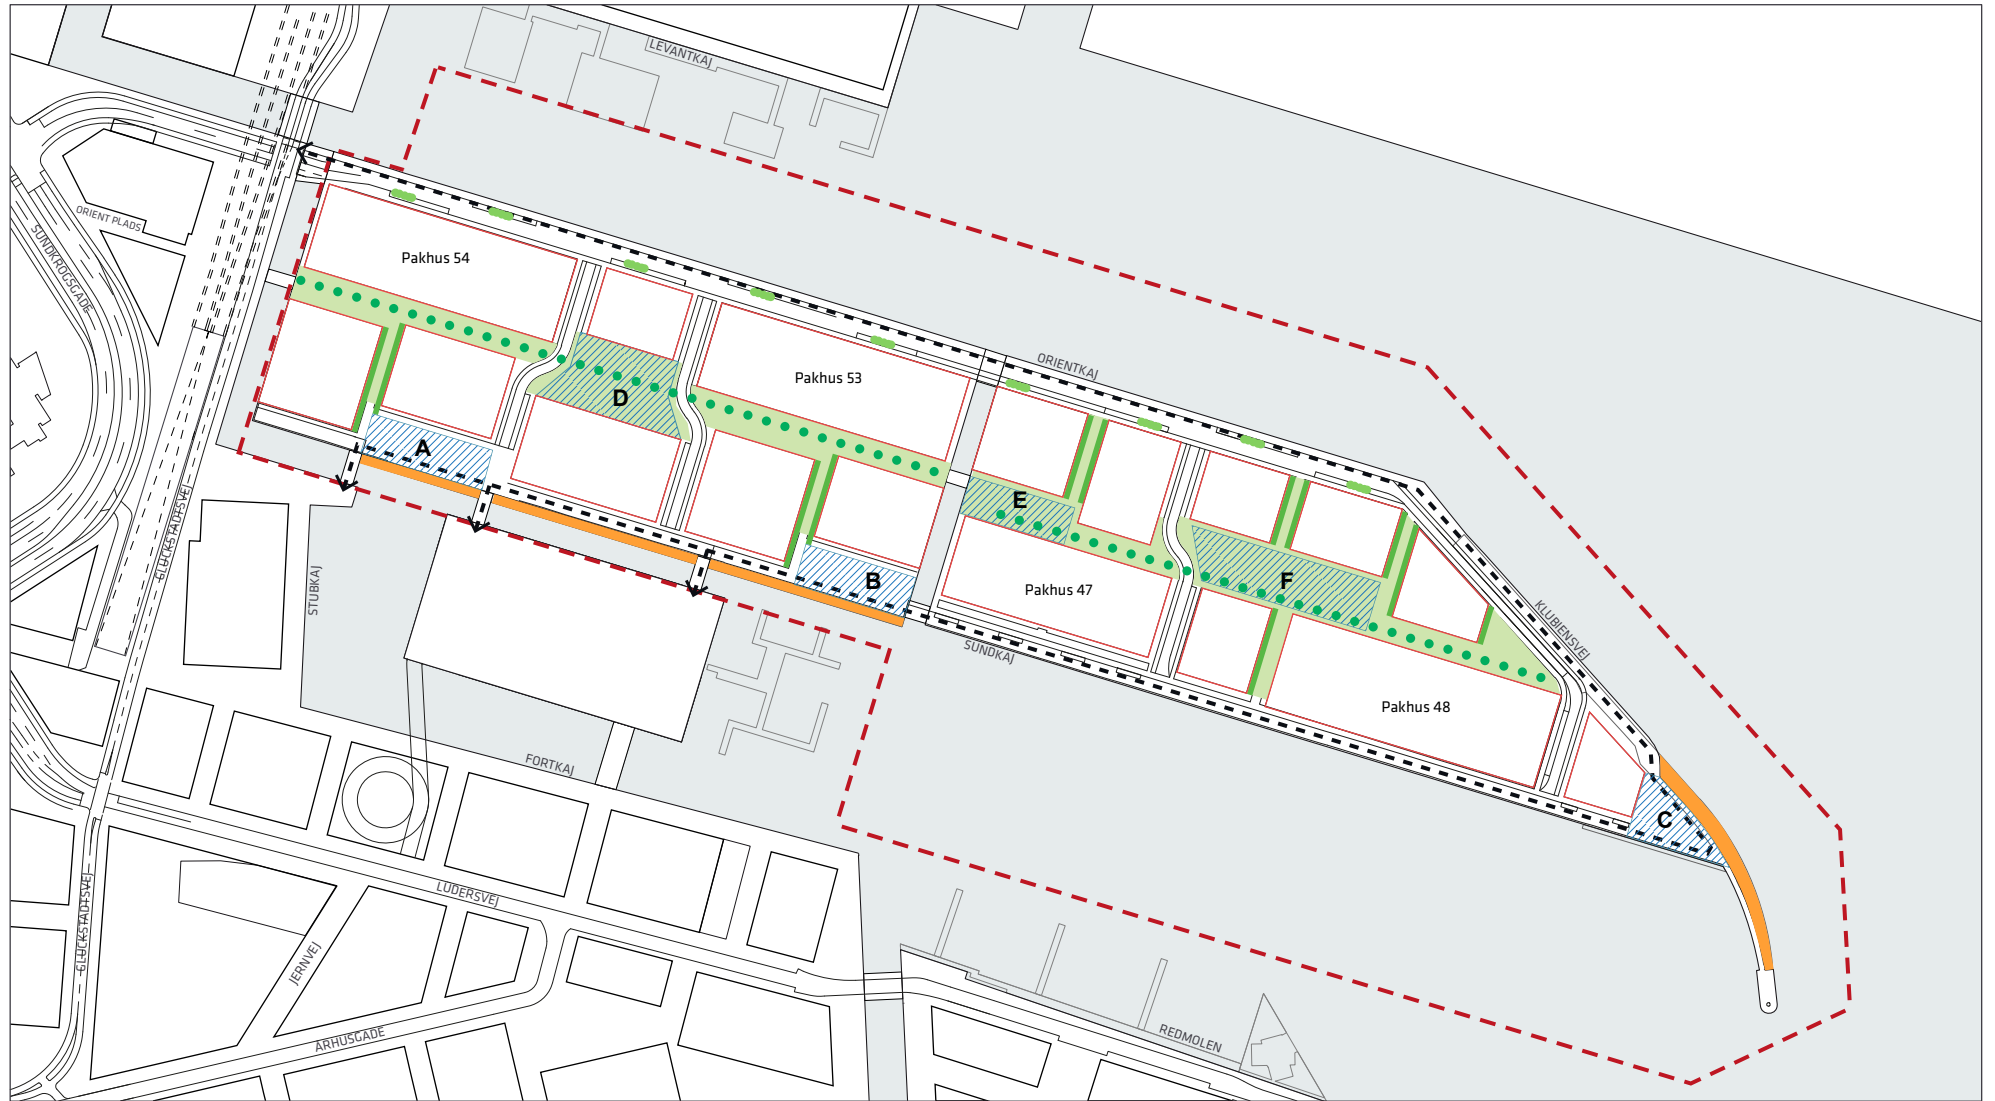 LEVANTKAJ
ORIENT PLADS
SUNDKROGSGADE
Pakhus 54
Pakhus 53
ORIENTKAJ
D
A
E
F
B
Pakhus 47
GLÜCKSTADTSVEJ
STUBKAJ
SUNDKAJ
KLUBIENSVEJ
Pakhus 48
FORTKAJ
C
LÜDERSVEJ
GLÜCKSTADTSVEJ
JERNVEJ
ÅRHUSGADE
REDMOLEN